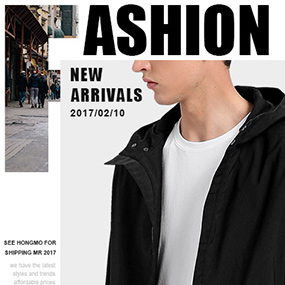 ASHION
NEW
ARRIVALS
2017/02/10
SEE HONGMO FOR
SHIPPING MR 2017
we have the latest
styles and trends
affordable prices